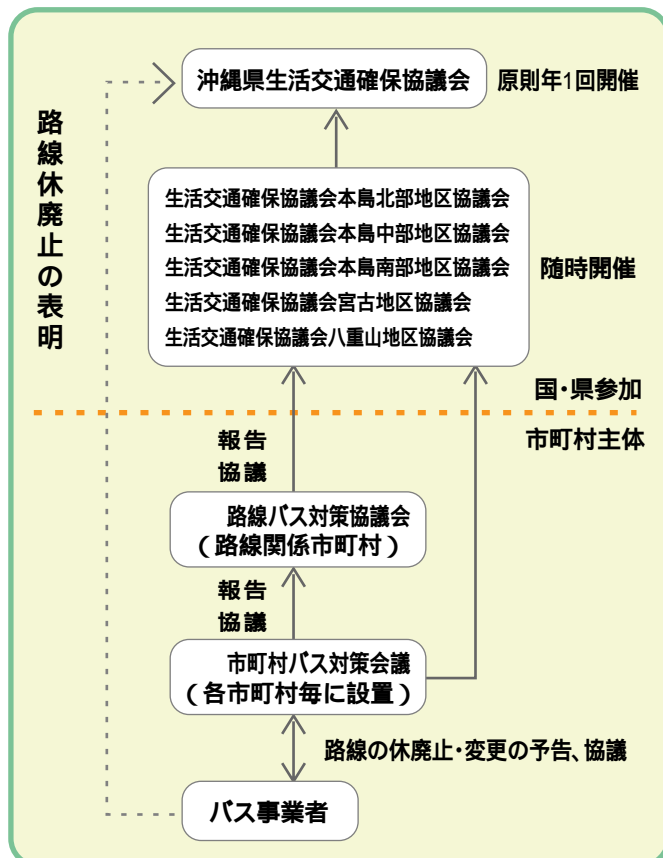 沖縄県生活交通確保協議会
原則年1回開催
路線休廃止の表明
生活交通確保協議会本島北部地区協議会
生活交通確保協議会本島中部地区協議会
生活交通確保協議会本島南部地区協議会
生活交通確保協議会宮古地区協議会
生活交通確保協議会八重山地区協議会
随時開催
国・県参加
市町村主体
報告
協議
路線バス対策協議会
（路線関係市町村）
報告
協議
市町村バス対策会議
（各市町村毎に設置）
路線の休廃止・変更の予告、協議
バス事業者